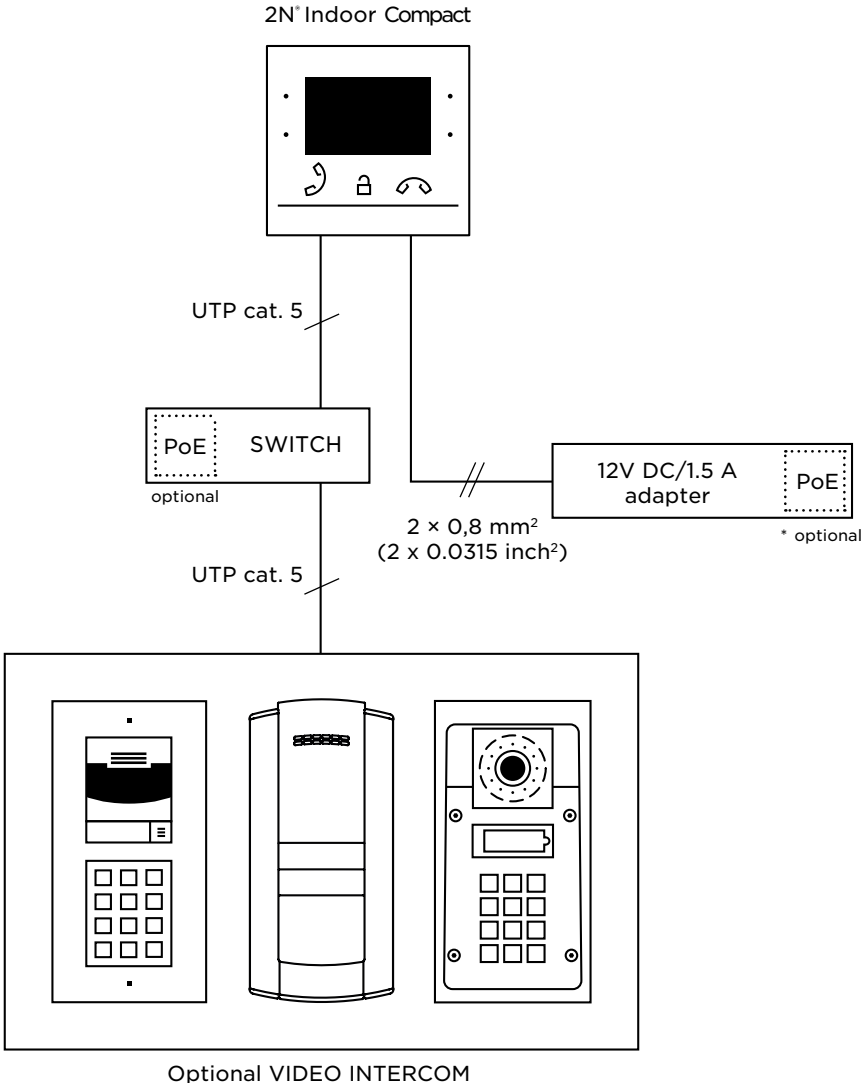 2N® Indoor Compact
UTP cat. 5
PoE SWITCH
optional
12V DC/1.5 A
adapter
PoE
* optional
2 × 0,8 mm²
(2 x 0.0315 inch²)
UTP cat. 5
Optional VIDEO INTERCOM